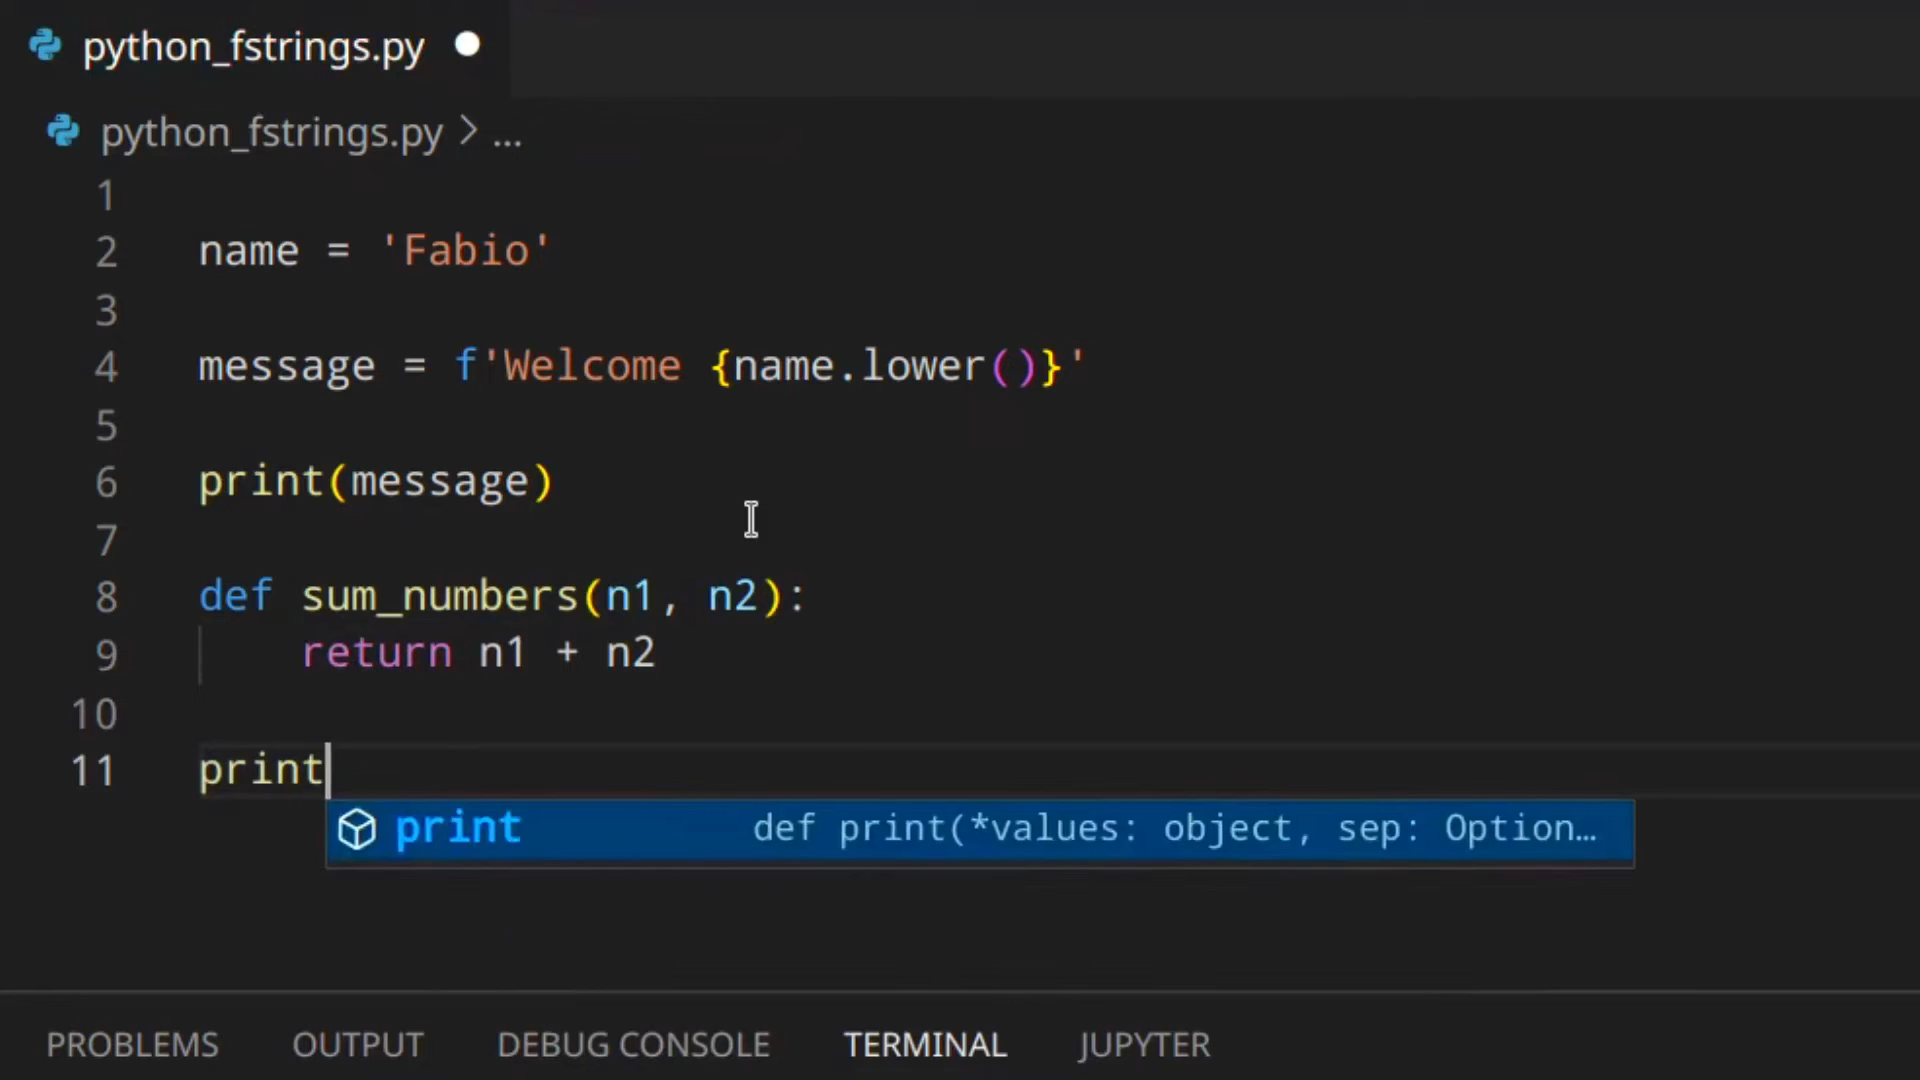 python_fstrings.py
python_fstrings.py > ...
1
2 name = 'Fabio'
3
4 message = f'Welcome {name.lower()}'
5
6 print(message)
7
8 def sum_numbers(n1, n2):
9     return n1 + n2
10
11 print
print def print(*values: object, sep: Option…
PROBLEMS OUTPUT DEBUG CONSOLE TERMINAL JUPYTER